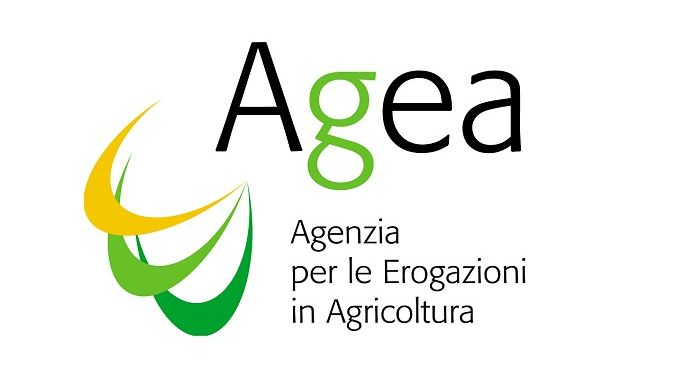 Agea
Agenzia
per le Erogazioni
in Agricoltura